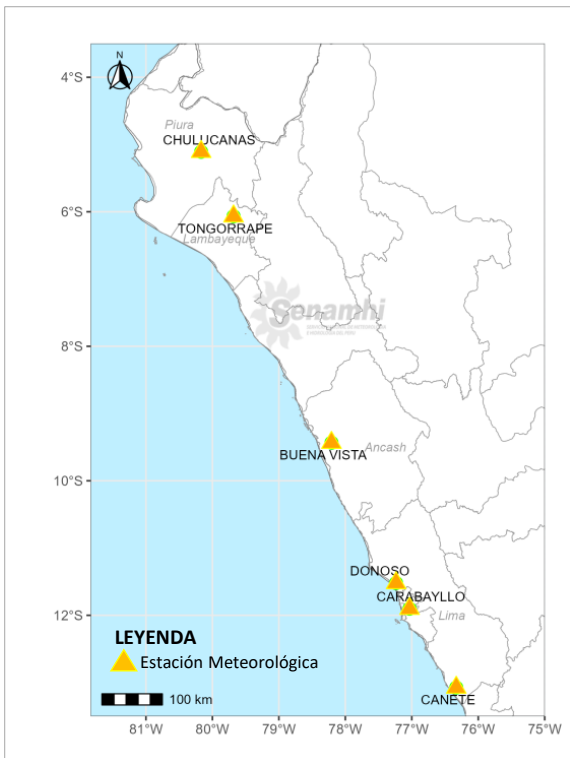 N
4°S
Piura
CHULUCANAS
6°S
TONGORRAPE
Lambayeque
Senamhi
8°S
BUENA VISTA
Ancash
10°S
DONOSO
CARABAYLLO
Lima
12°S
LEYENDA
Estación Meteorológica
100 km
CAÑETE
81°W 80°W 79°W 78°W 77°W 76°W 75°W